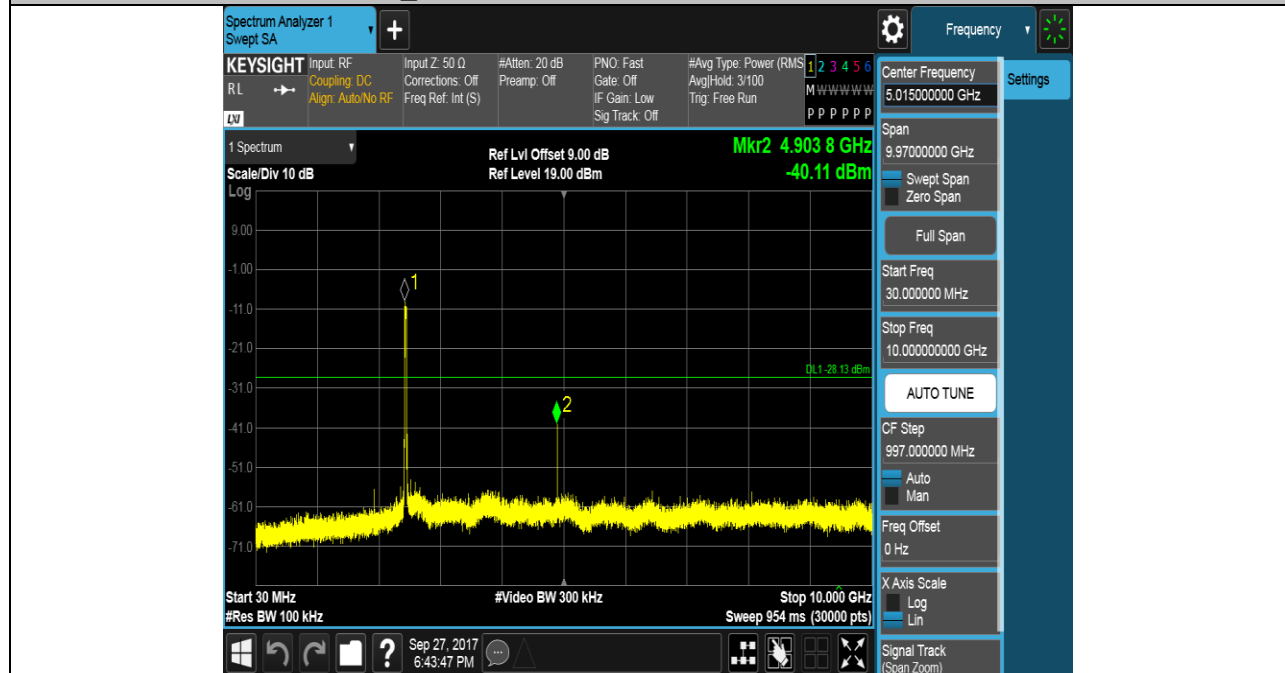 Spectrum Analyzer 1
Swept SA
+
Frequency
KEYSIGHT
RL
LXI
Input: RF
Coupling: DC
Align: Auto/No RF
Input Z: 50 Ω
Corrections: Off
Freq Ref: Int (S)
#Atten: 20 dB
Preamp: Off
PNO: Fast
Gate: Off
IF Gain: Low
Sig Track: Off
#Avg Type: Power (RMS
Avg|Hold: 3/100
Trig: Free Run
1 2 3 4 5 6
M W W W W W
P P P P P P
1 Spectrum
Scale/Div 10 dB
Ref Lvl Offset 9.00 dB
Ref Level 19.00 dBm
Mkr2 4.903 8 GHz
-40.11 dBm
Log
9.00
-1.00
-11.0
-21.0
-31.0
-41.0
-51.0
-61.0
-71.0
1
2
DL1 -28.13 dBm
Start 30 MHz
#Res BW 100 kHz
#Video BW 300 kHz
Stop 10.000 GHz
Sweep 954 ms (30000 pts)
?
Sep 27, 2017
6:43:47 PM
Center Frequency
5.015000000 GHz
Settings
Span
9.97000000 GHz
Swept Span
Zero Span
Full Span
Start Freq
30.000000 MHz
Stop Freq
10.000000000 GHz
AUTO TUNE
CF Step
997.000000 MHz
Auto
Man
Freq Offset
0 Hz
X Axis Scale
Log
Lin
Signal Track
(Span Zoom)